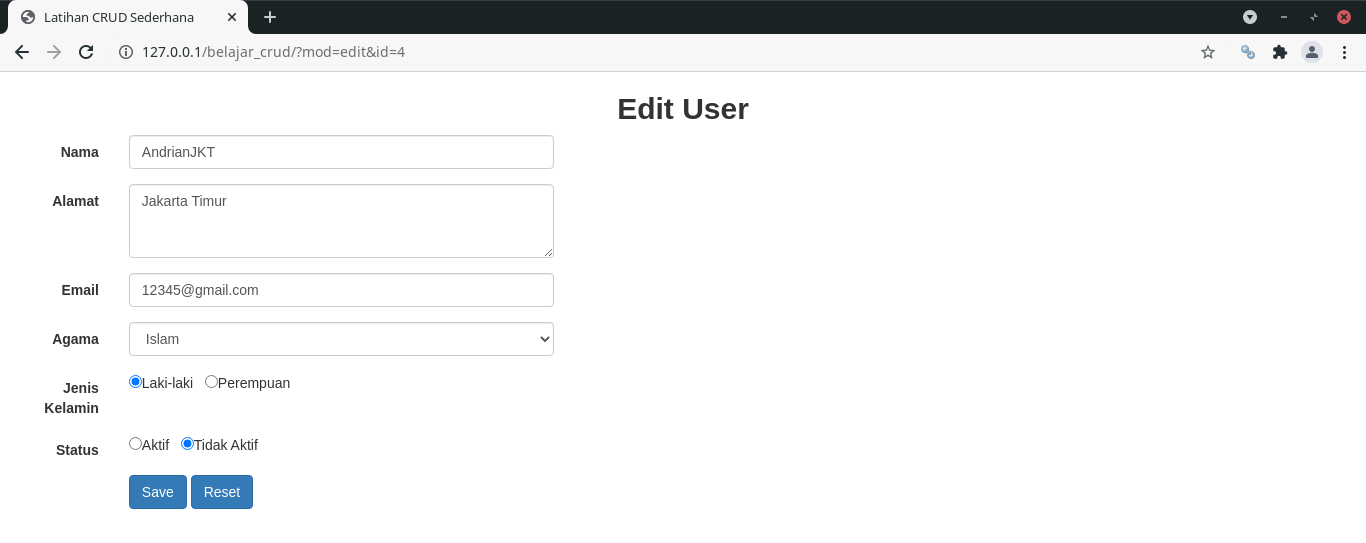 Latihan CRUD Sederhana
127.0.0.1/belajar_crud/?mod=edit&id=4
Edit User
Nama
AndrianJKT
Alamat
Jakarta Timur
Email
12345@gmail.com
Agama
Islam
Jenis
Kelamin
Laki-laki Perempuan
Status
Aktif Tidak Aktif
Save Reset